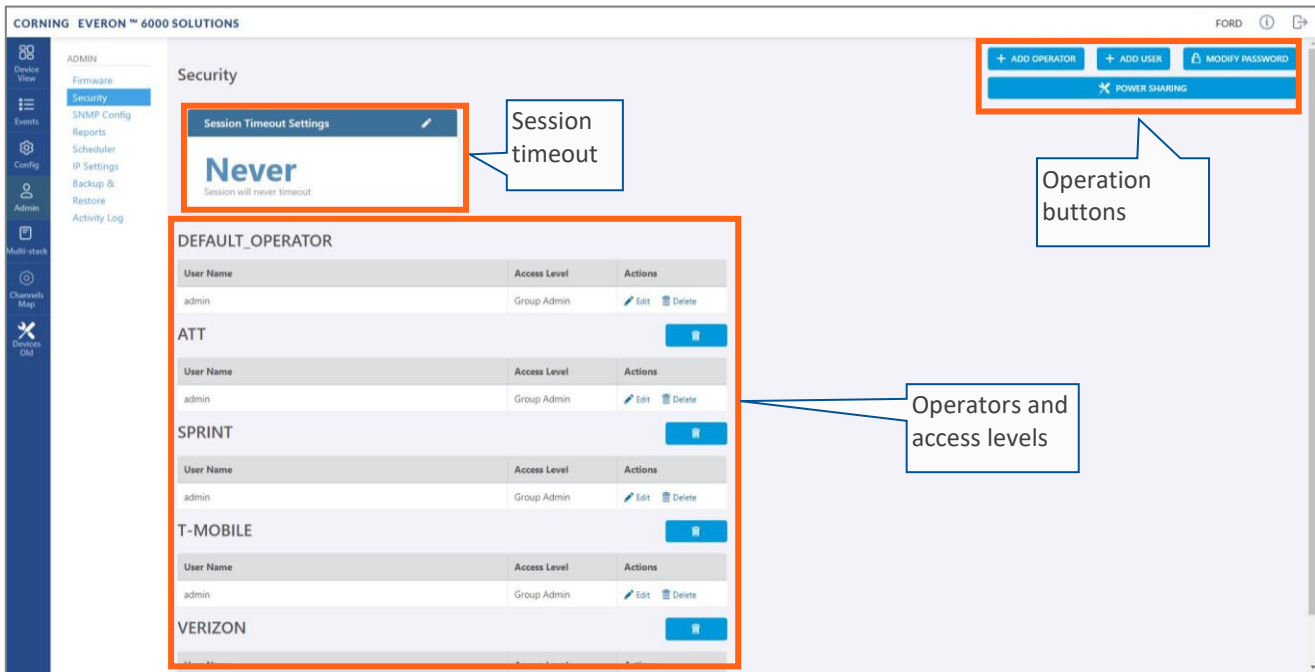 CORNING EVERON ™ 6000 SOLUTIONS
FORD
Device
View
Events
Config
Admin
Multi-stack
Channels
Map
Devices
Old
ADMIN
Firmware
Security
SNMP Config
Reports
Scheduler
IP Settings
Backup &
Restore
Activity Log
Security
+ ADD OPERATOR
+ ADD USER
MODIFY PASSWORD
POWER SHARING
Session Timeout Settings
Never
Session will never timeout
Session
timeout
Operation
buttons
DEFAULT_OPERATOR
User Name Access Level Actions
admin Group Admin Edit Delete
ATT
User Name Access Level Actions
admin Group Admin Edit Delete
SPRINT
User Name Access Level Actions
admin Group Admin Edit Delete
T-MOBILE
User Name Access Level Actions
admin Group Admin Edit Delete
VERIZON
Operators and
access levels